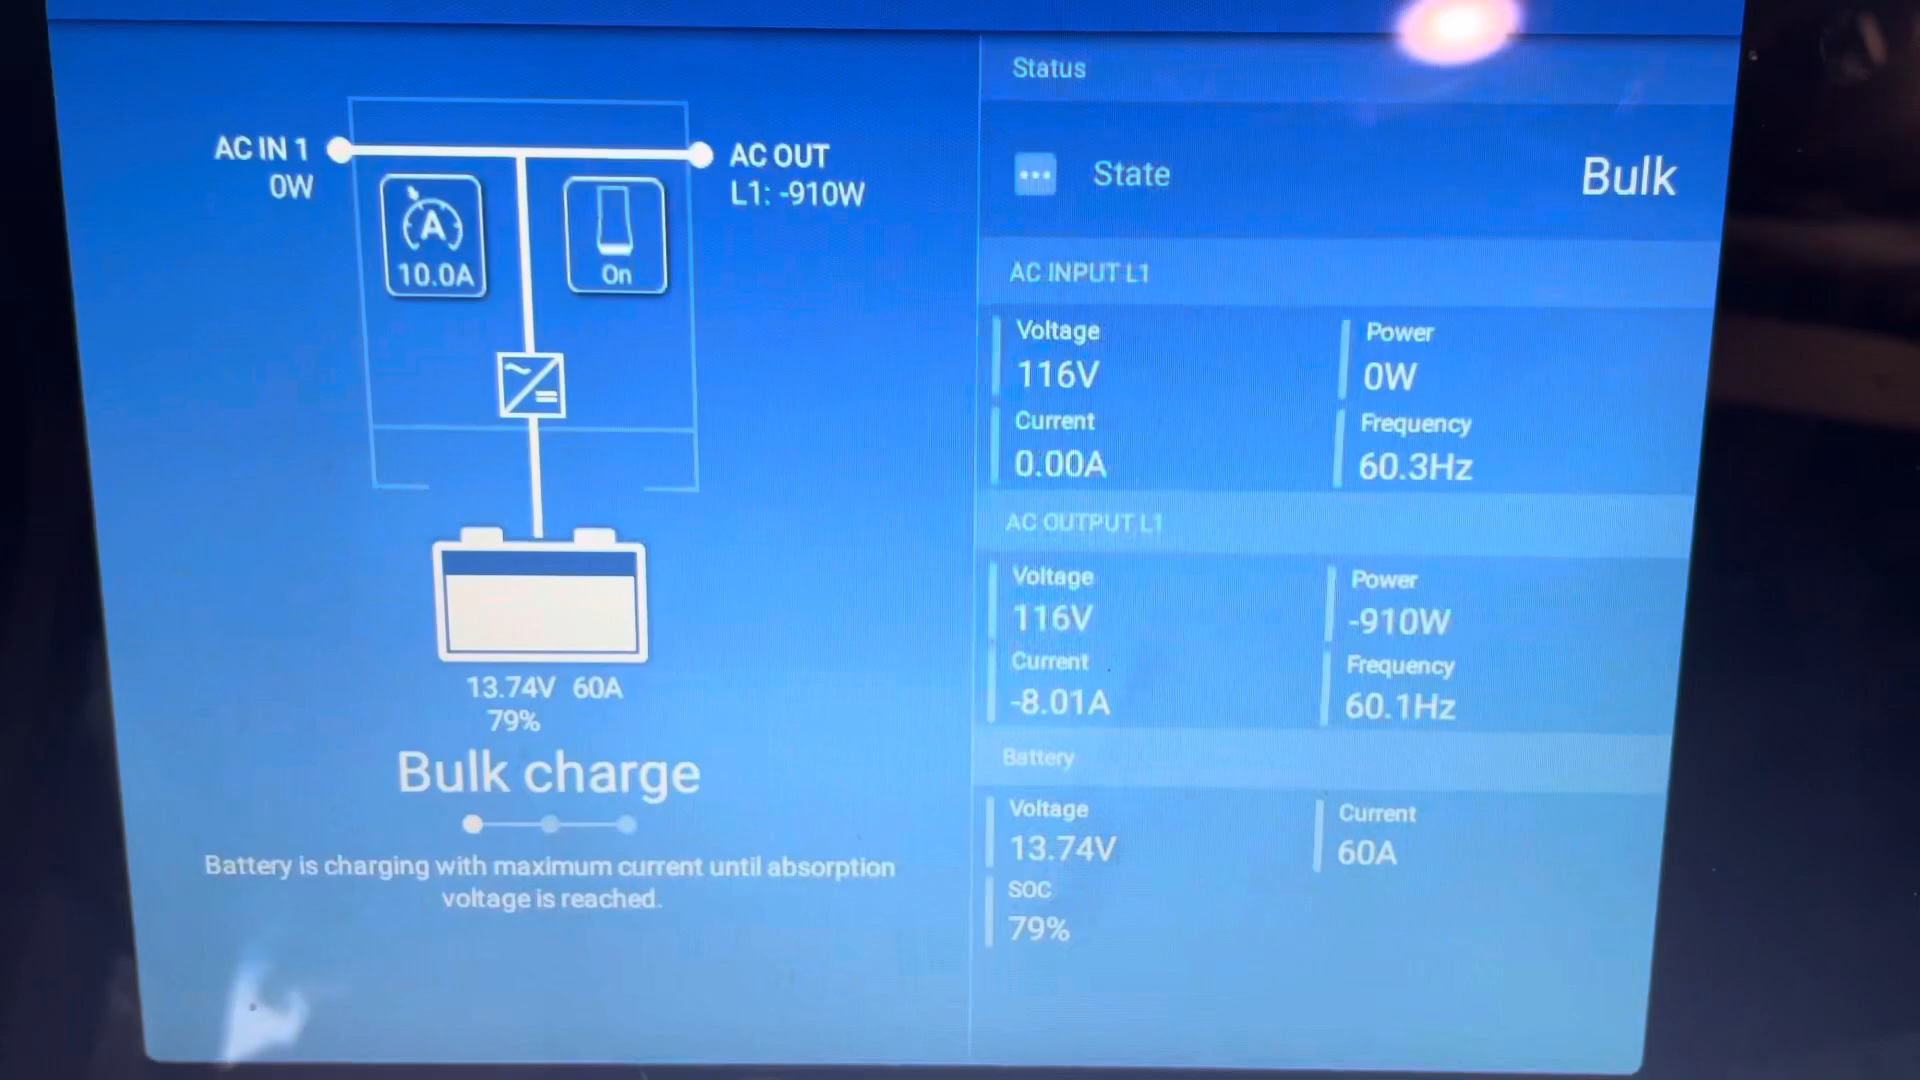 AC IN 1
0W
AC OUT
L1: -910W
A
10.0A
On
13.74V 60A
79%
Bulk charge
Battery is charging with maximum current until absorption
voltage is reached.
Status
State
Bulk
AC INPUT L1
Voltage
116V
Power
0W
Current
0.00A
Frequency
60.3Hz
AC OUTPUT L1
Voltage
116V
Power
-910W
Current
-8.01A
Frequency
60.1Hz
Battery
Voltage
13.74V
Current
60A
SOC
79%